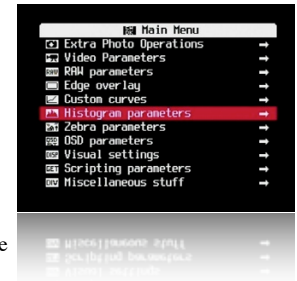 Main Menu
Extra Photo Operations
Video Parameters
RAW parameters
Edge overlay
Custom curves
Histogram parameters
Zebra parameters
OSD parameters
Visual settings
Scripting parameters
Miscellaneous stuff
e